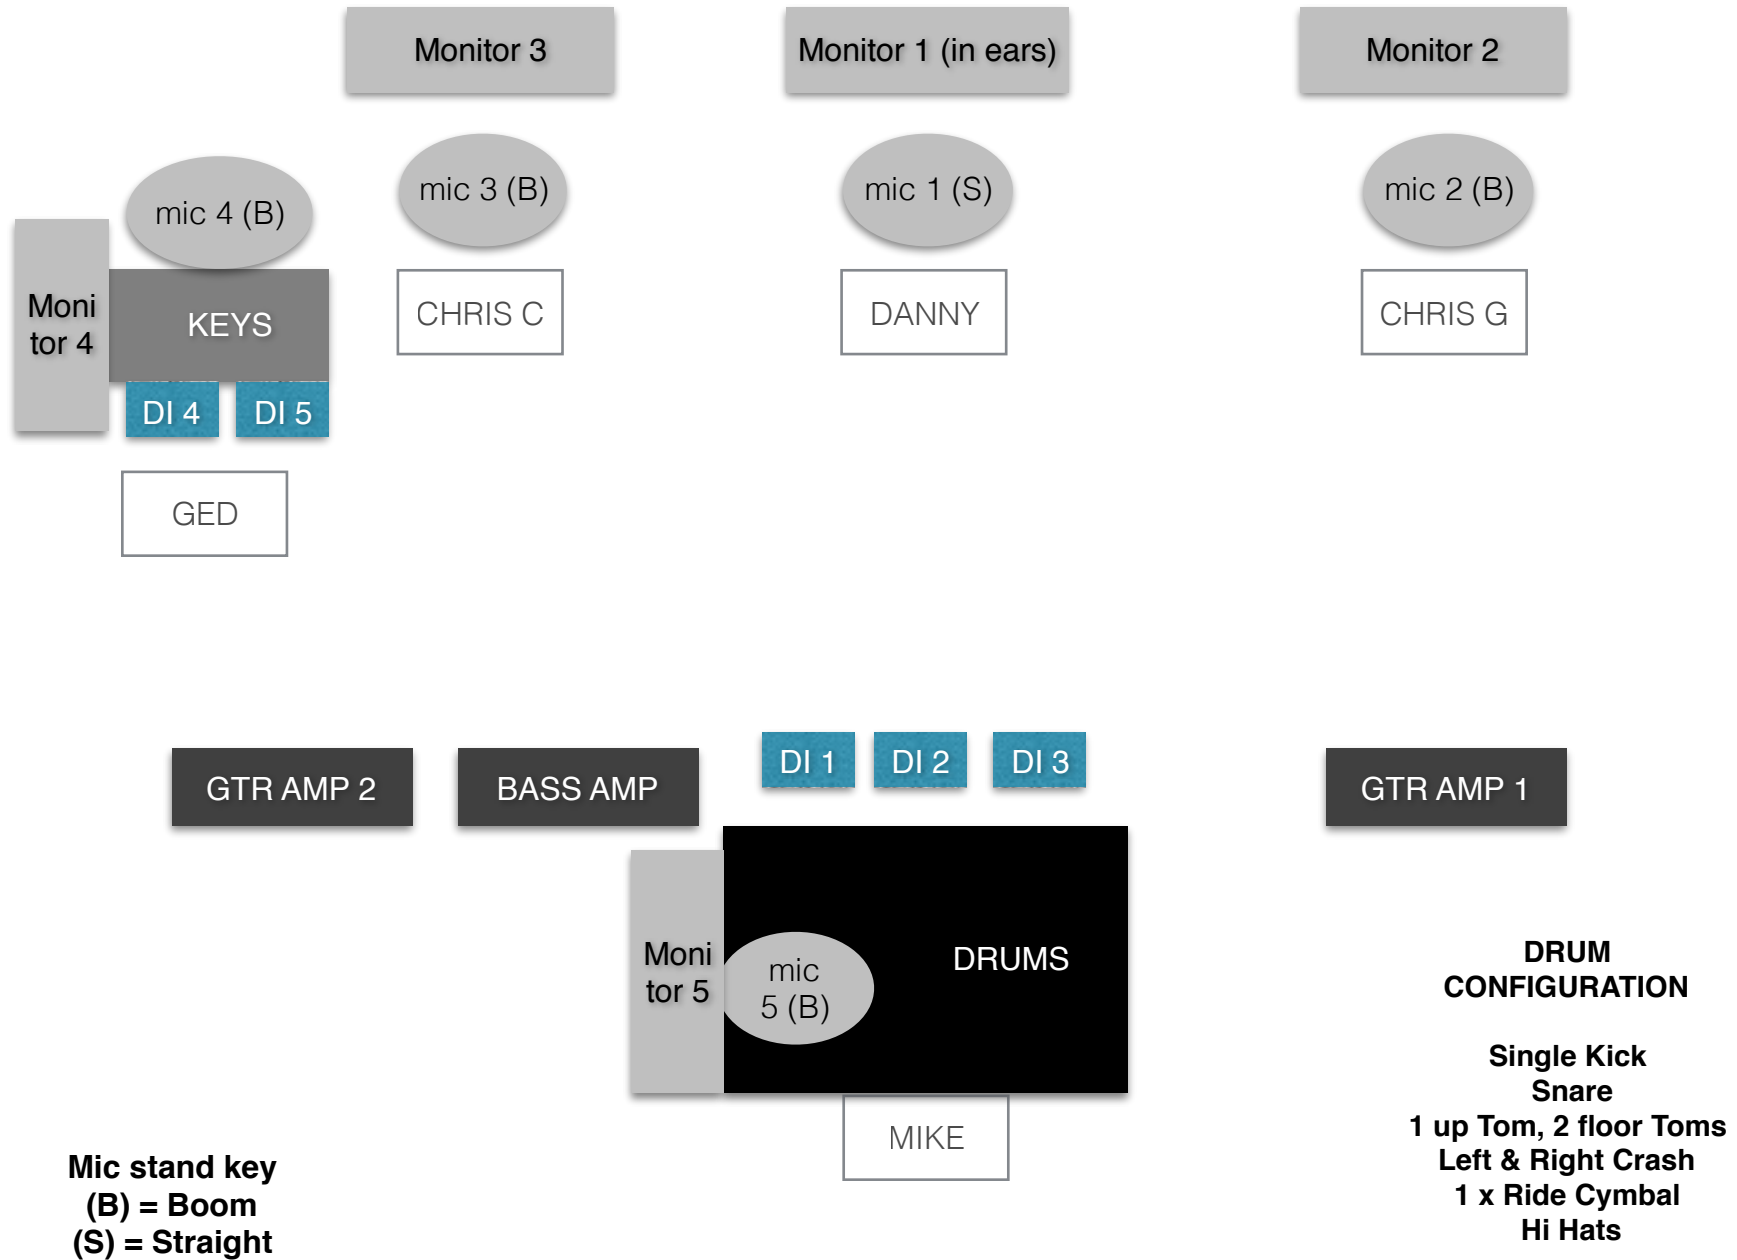 Monitor 3
Monitor 1 (in ears)
Monitor 2
mic 4 (B)
mic 3 (B)
mic 1 (S)
mic 2 (B)
Moni
tor 4
KEYS
CHRIS C
DANNY
CHRIS G
DI 4
DI 5
GED
GTR AMP 2
BASS AMP
DI 1
DI 2
DI 3
GTR AMP 1
Moni
tor 5
mic
5 (B)
DRUMS
MIKE
DRUM
CONFIGURATION
Single Kick
Snare
1 up Tom, 2 floor Toms
Left & Right Crash
1 x Ride Cymbal
Hi Hats
Mic stand key
(B) = Boom
(S) = Straight